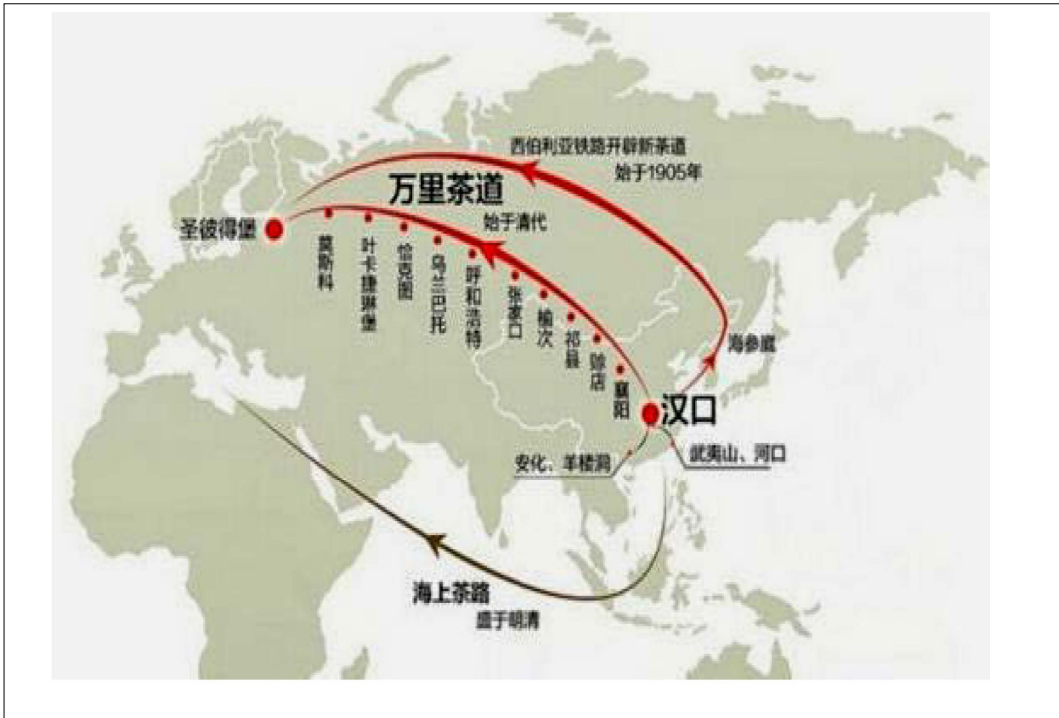 西伯利亚铁路开辟新茶道
始于1905年
万里茶道
始于清代
圣彼得堡
莫斯科
叶卡捷琳堡
恰克图
乌兰巴托
呼和浩特
张家口
榆次
祁县
赊店
襄阳
海参崴
汉口
安化、羊楼洞
武夷山、河口
海上茶路
盛于明清